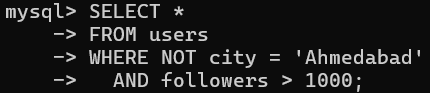 mysql> SELECT *
    -> FROM users
    -> WHERE NOT city = 'Ahmedabad'
    ->   AND followers > 1000;